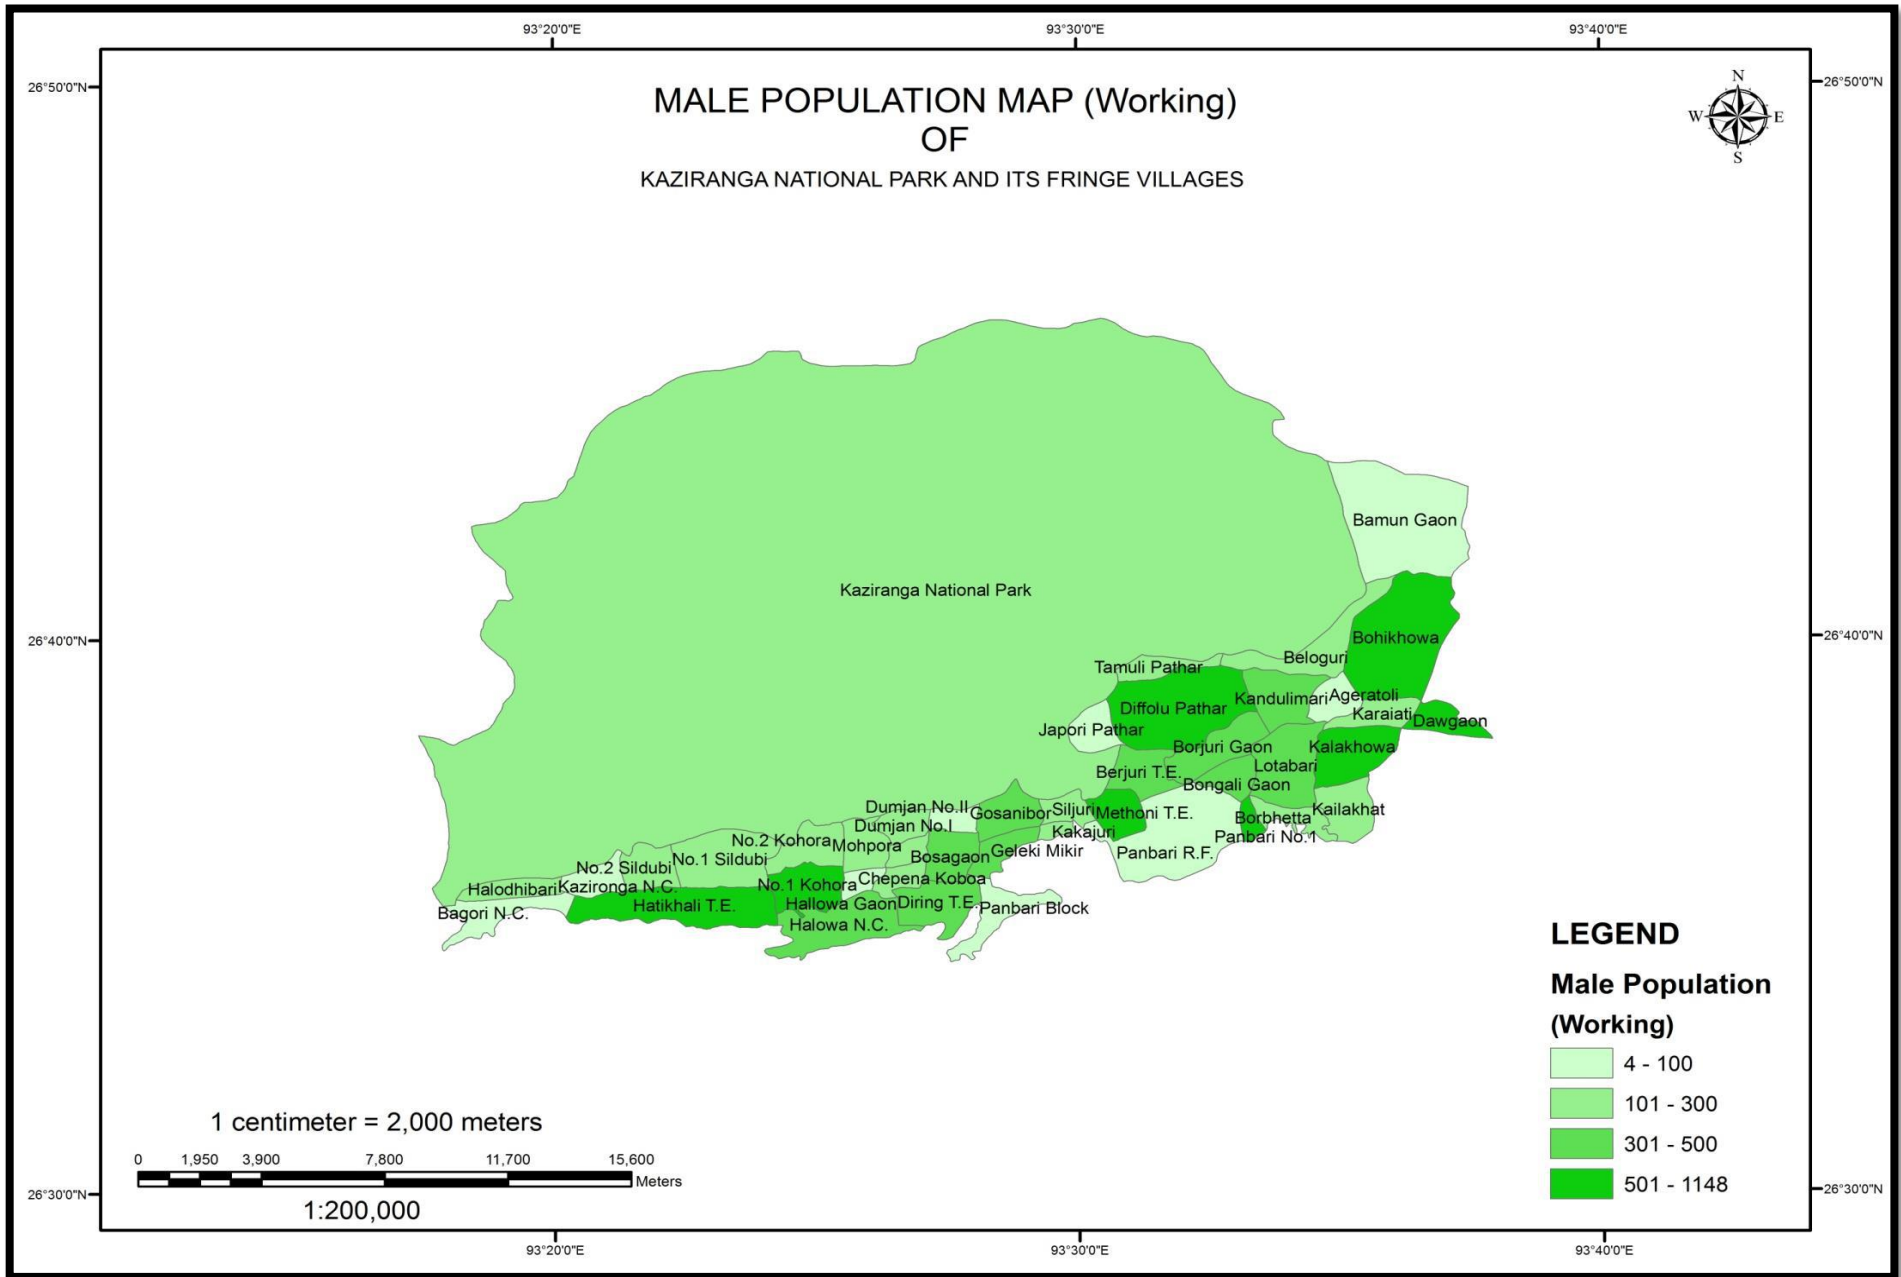 93°20'0"E
93°30'0"E
93°40'0"E
26°50'0"N
26°50'0"N
MALE POPULATION MAP (Working)
OF
KAZIRANGA NATIONAL PARK AND ITS FRINGE VILLAGES
N
W E
S
Bamun Gaon
Kaziranga National Park
26°40'0"N
26°40'0"N
Bohikhowa
Beloguri
Tamuli Pathar
Ageratoli
Kandulimari
Diffolu Pathar
Karaiati
Dawgaon
Japori Pathar
Borjuri Gaon
Kalakhowa
Lotabari
Berjuri T.E.
Bongali Gaon
Dumjan No.II
Gosanibor
Siljuri
Methoni T.E.
Kailakhat
Borbhetta
Dumjan No.I
Kakajuri
Panbari No.1
No.2 Kohora
Mohpora
Geleki Mikir
Panbari R.F.
No.1 Sildubi
Bosagaon
No.2 Sildubi
Chepena Koboa
No.1 Kohora
Kazironga N.C.
Halodhibari
Hallowa Gaon
Diring T.E.
Hatikhali T.E.
Panbari Block
Bagori N.C.
Halowa N.C.
LEGEND
Male Population
(Working)
4 - 100
101 - 300
301 - 500
501 - 1148
1 centimeter = 2,000 meters
0 1,950 3,900 7,800 11,700 15,600
Meters
1:200,000
26°30'0"N
26°30'0"N
93°20'0"E
93°30'0"E
93°40'0"E